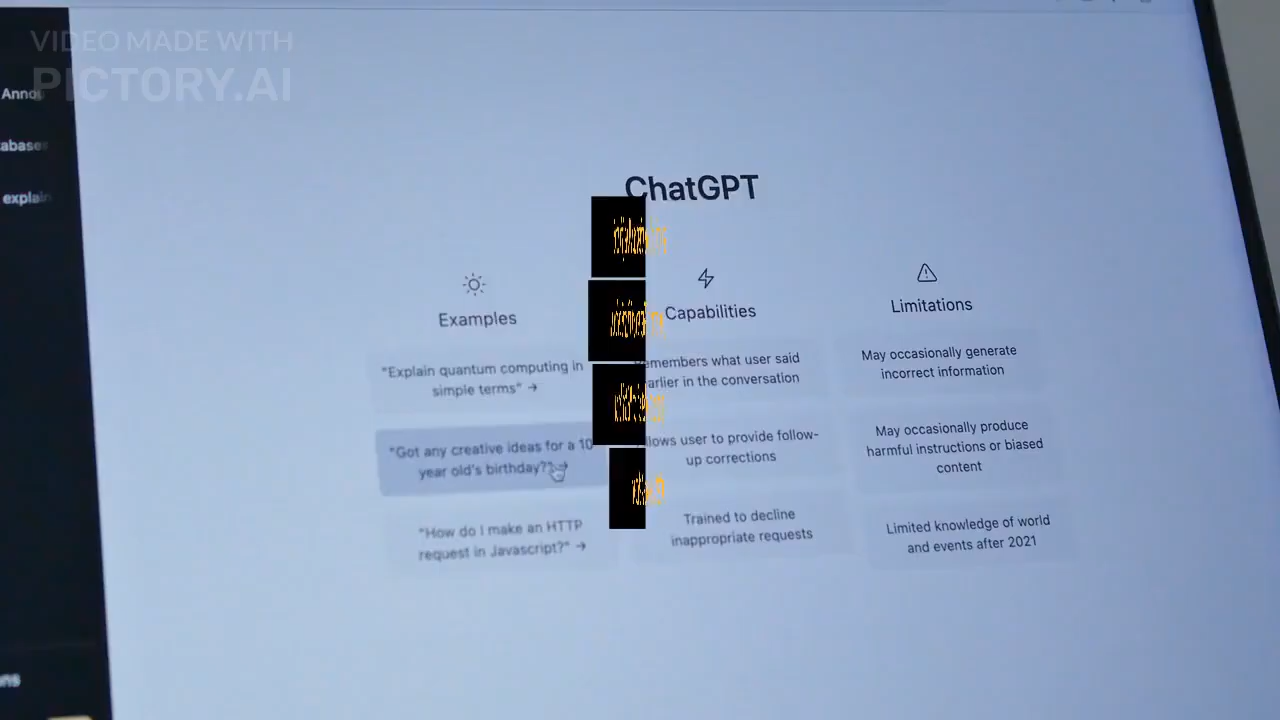 VIDEO MADE WITH
PICTORY.AI
ChatGPT
Examples
"Explain quantum computing in
simple terms" →
"Got any creative ideas for a 10
year old's birthday?" →
"How do I make an HTTP
request in Javascript?" →
Capabilities
what user said
in the conversation
user to provide follow-
up corrections
Trained to decline
inappropriate requests
Limitations
May occasionally generate
incorrect information
May occasionally produce
harmful instructions or biased
content
Limited knowledge of world
and events after 2021
explain